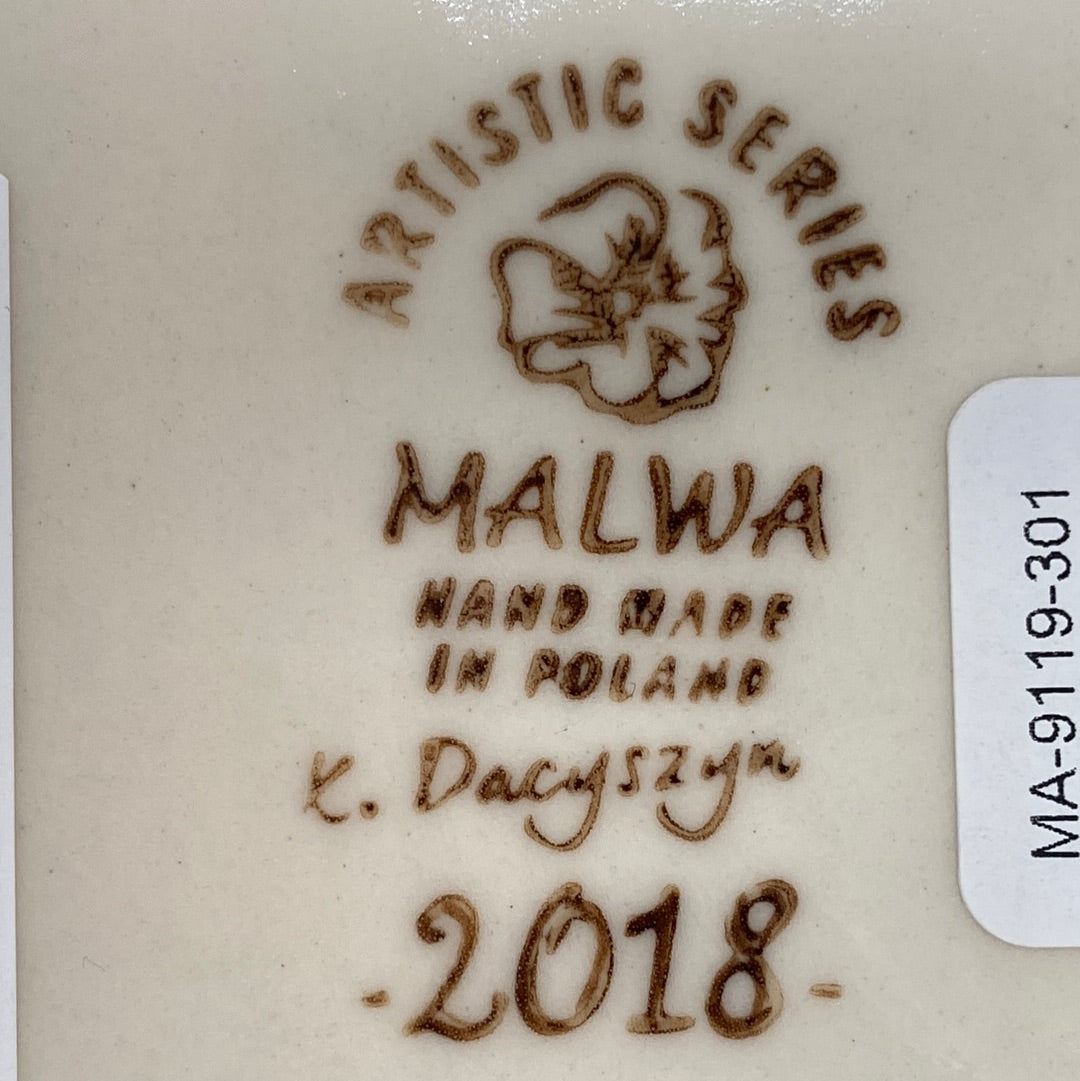 ARTISTIC SERIES
MALWA
HAND MADE
IN POLAND
K. Dacyszyn
-2018-
MA-9119-301